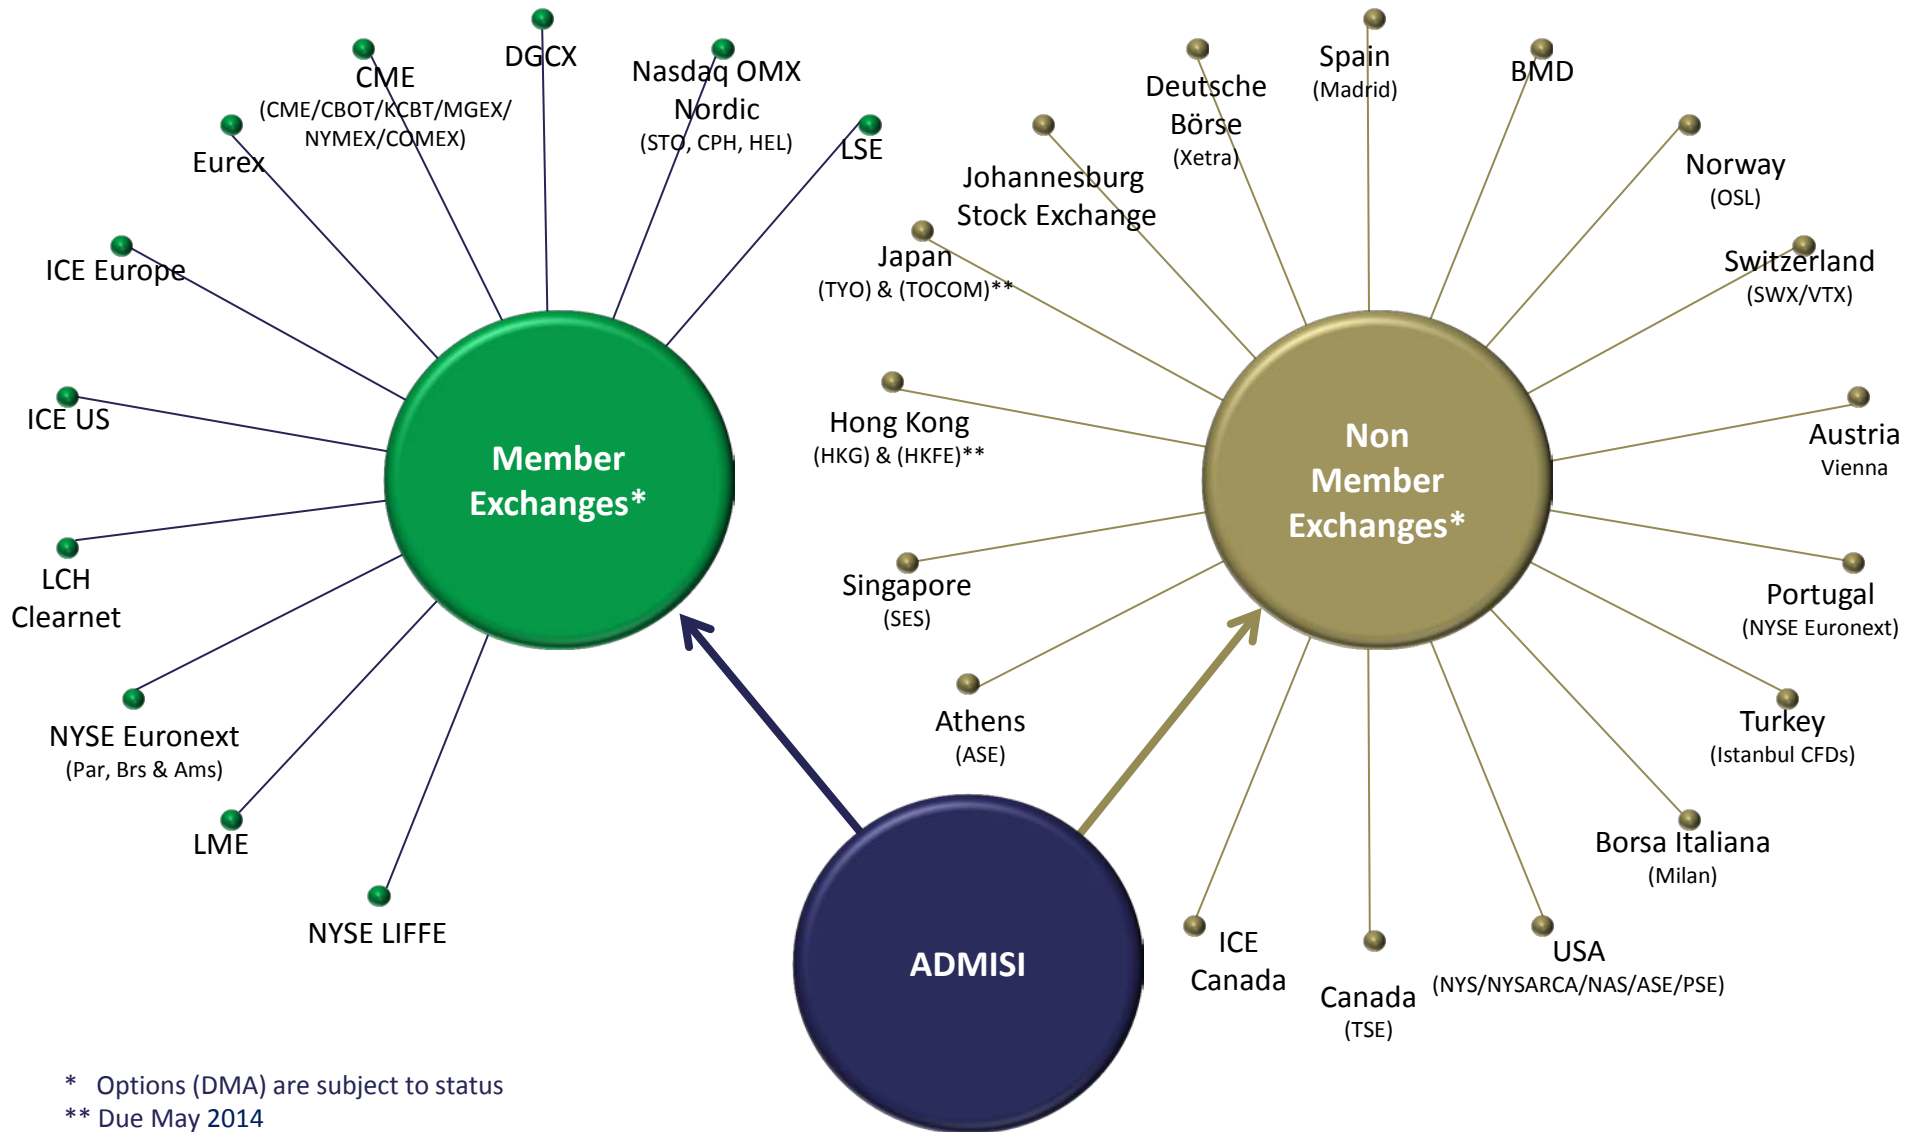 DGCX
CME
(CME/CBOT/KCBT/MGEX/
NYMEX/COMEX)
Nasdaq OMX
Nordic
(STO, CPH, HEL)
LSE
Eurex
ICE Europe
ICE US
LCH
Clearnet
NYSE Euronext
(Par, Brs & Ams)
LME
NYSE LIFFE
Member
Exchanges*
Spain
(Madrid)
BMD
Deutsche
Börse
(Xetra)
Norway
(OSL)
Johannesburg
Stock Exchange
Japan
(TYO) & (TOCOM)**
Switzerland
(SWX/VTX)
Hong Kong
(HKG) & (HKFE)**
Austria
Vienna
Singapore
(SES)
Portugal
(NYSE Euronext)
Athens
(ASE)
Turkey
(Istanbul CFDs)
Borsa Italiana
(Milan)
USA
(NYS/NYSARCA/NAS/ASE/PSE)
ICE
Canada
Canada
(TSE)
Non
Member
Exchanges*
ADMISI
* Options (DMA) are subject to status
** Due May 2014